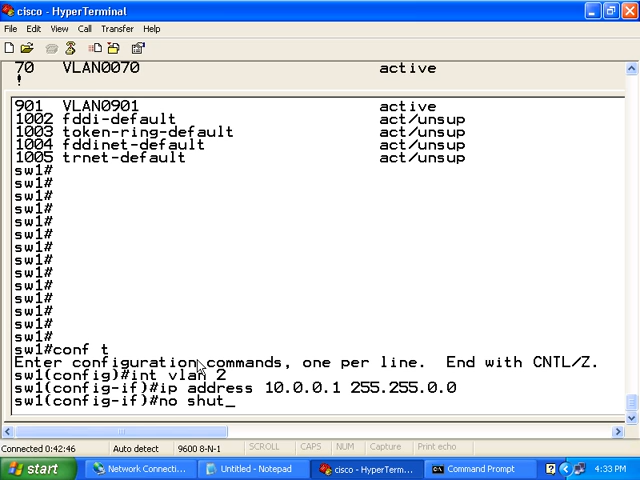 cisco - HyperTerminal
File Edit View Call Transfer Help
70 VLAN0070 active
!
901 VLAN0901 active
1002 fddi-default act/unsup
1003 token-ring-default act/unsup
1004 fddinet-default act/unsup
1005 trnet-default act/unsup
sw1#
sw1#
sw1#
sw1#
sw1#
sw1#
sw1#
sw1#
sw1#
sw1#
sw1#
sw1#
sw1#
sw1#
sw1#conf t
Enter configuration commands, one per line. End with CNTL/Z.
sw1(config)#int vlan 2
sw1(config-if)#ip address 10.0.0.1 255.255.0.0
sw1(config-if)#no shut_
Connected 0:42:46 Auto detect 9600 8-N-1 SCROLL CAPS NUM Capture Print echo
start Network Connecti... Untitled - Notepad cisco - HyperTerm... Command Prompt ? 4:33 PM